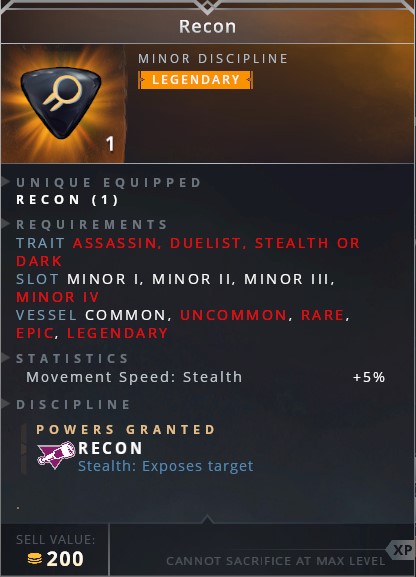 Recon
MINOR DISCIPLINE
LEGENDARY
1
UNIQUE EQUIPPED
RECON (1)
REQUIREMENTS
TRAIT ASSASSIN, DUELIST, STEALTH OR
DARK
SLOT MINOR I, MINOR II, MINOR III,
MINOR IV
VESSEL COMMON, UNCOMMON, RARE,
EPIC, LEGENDARY
STATISTICS
Movement Speed: Stealth +5%
DISCIPLINE
POWERS GRANTED
RECON
Stealth: Exposes target
.
SELL VALUE:
200
XP
CANNOT SACRIFICE AT MAX LEVEL